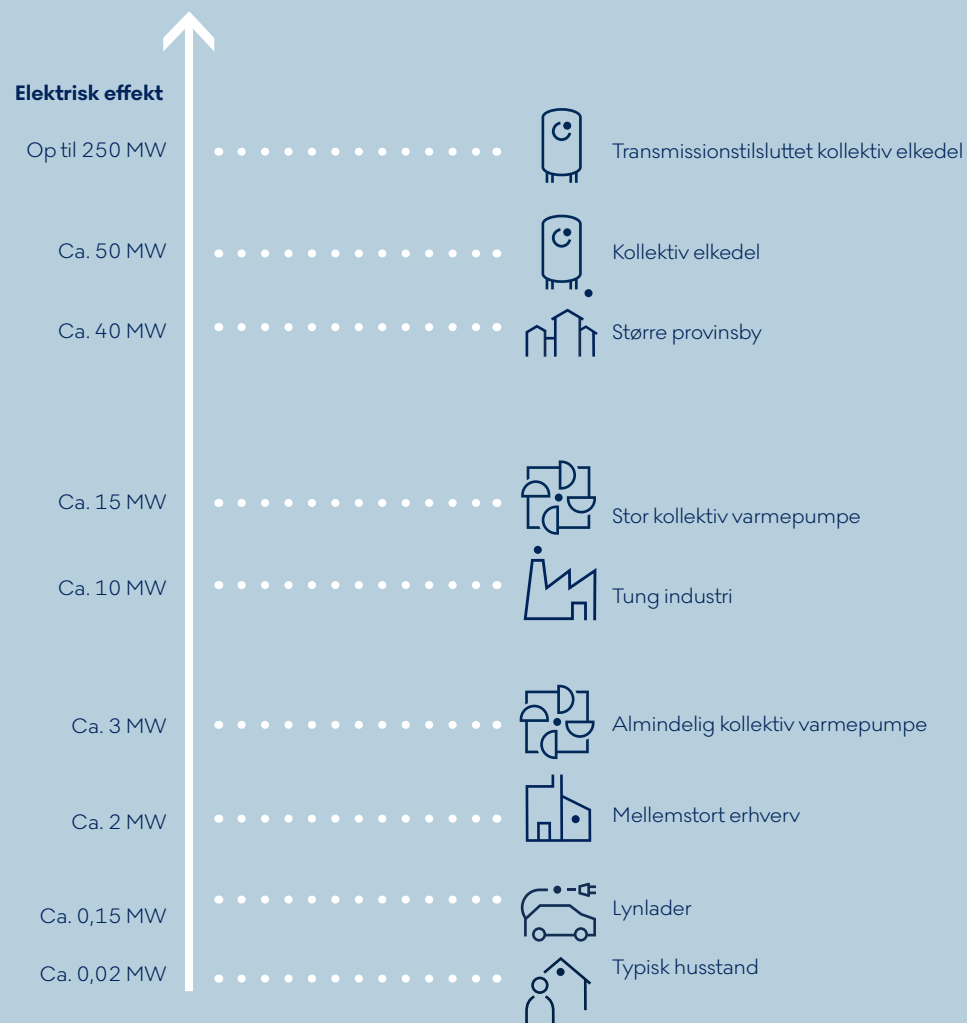 Elektrisk effekt
Op til 250 MW
Transmissionstilsluttet kollektiv elkedel
Ca. 50 MW
Kollektiv elkedel
Ca. 40 MW
Større provinsby
Ca. 15 MW
Stor kollektiv varmepumpe
Ca. 10 MW
Tung industri
Ca. 3 MW
Almindelig kollektiv varmepumpe
Ca. 2 MW
Mellemstort erhverv
Ca. 0,15 MW
Lynlader
Ca. 0,02 MW
Typisk husstand